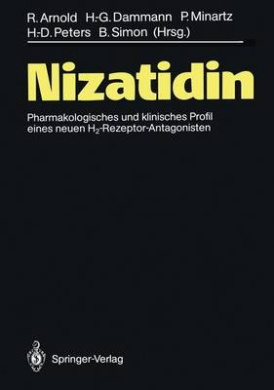 R. Arnold H.-G. Dammann P. Minartz
H.-D. Peters B. Simon (Hrsg.)
Nizatidin
Pharmakologisches und klinisches Profil
eines neuen H₂-Rezeptor-Antagonisten
Springer-Verlag